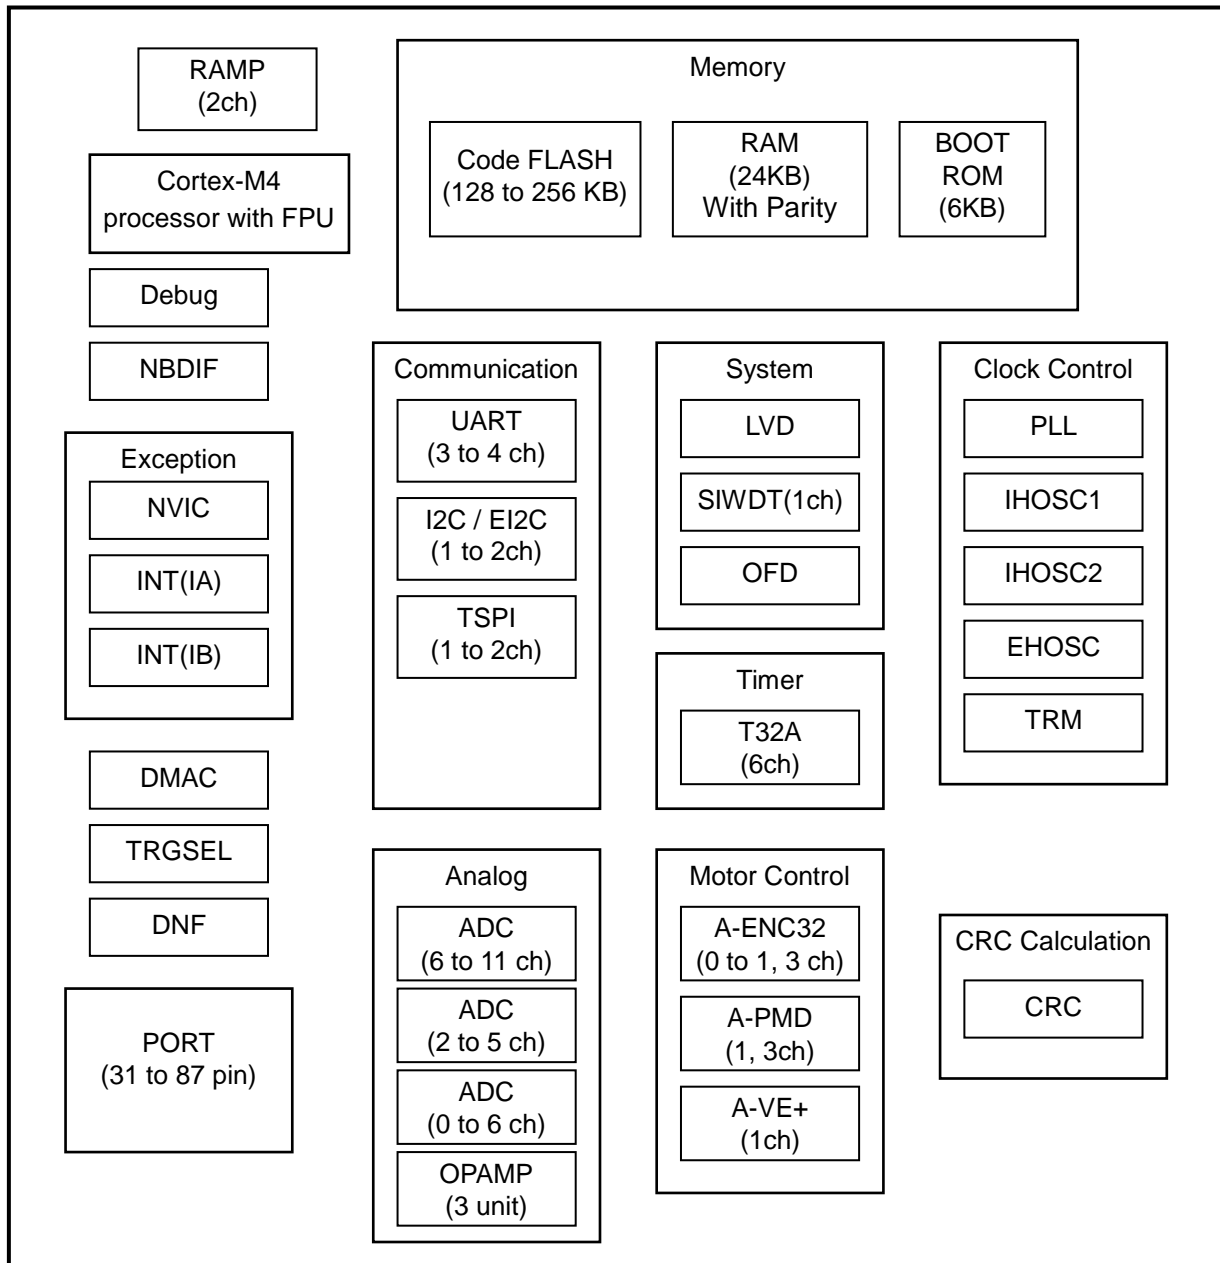 RAMP
(2ch)
Cortex-M4
processor with FPU
Debug
NBDIF
Exception
NVIC
INT(IA)
INT(IB)
DMAC
TRGSEL
DNF
PORT
(31 to 87 pin)
Memory
Code FLASH
(128 to 256 KB)
RAM
(24KB)
With Parity
BOOT
ROM
(6KB)
Communication
UART
(3 to 4 ch)
I2C / EI2C
(1 to 2ch)
TSPI
(1 to 2ch)
System
LVD
SIWDT(1ch)
OFD
Timer
T32A
(6ch)
Clock Control
PLL
IHOSC1
IHOSC2
EHOSC
TRM
Analog
ADC
(6 to 11 ch)
ADC
(2 to 5 ch)
ADC
(0 to 6 ch)
OPAMP
(3 unit)
Motor Control
A-ENC32
(0 to 1, 3 ch)
A-PMD
(1, 3ch)
A-VE+
(1ch)
CRC Calculation
CRC